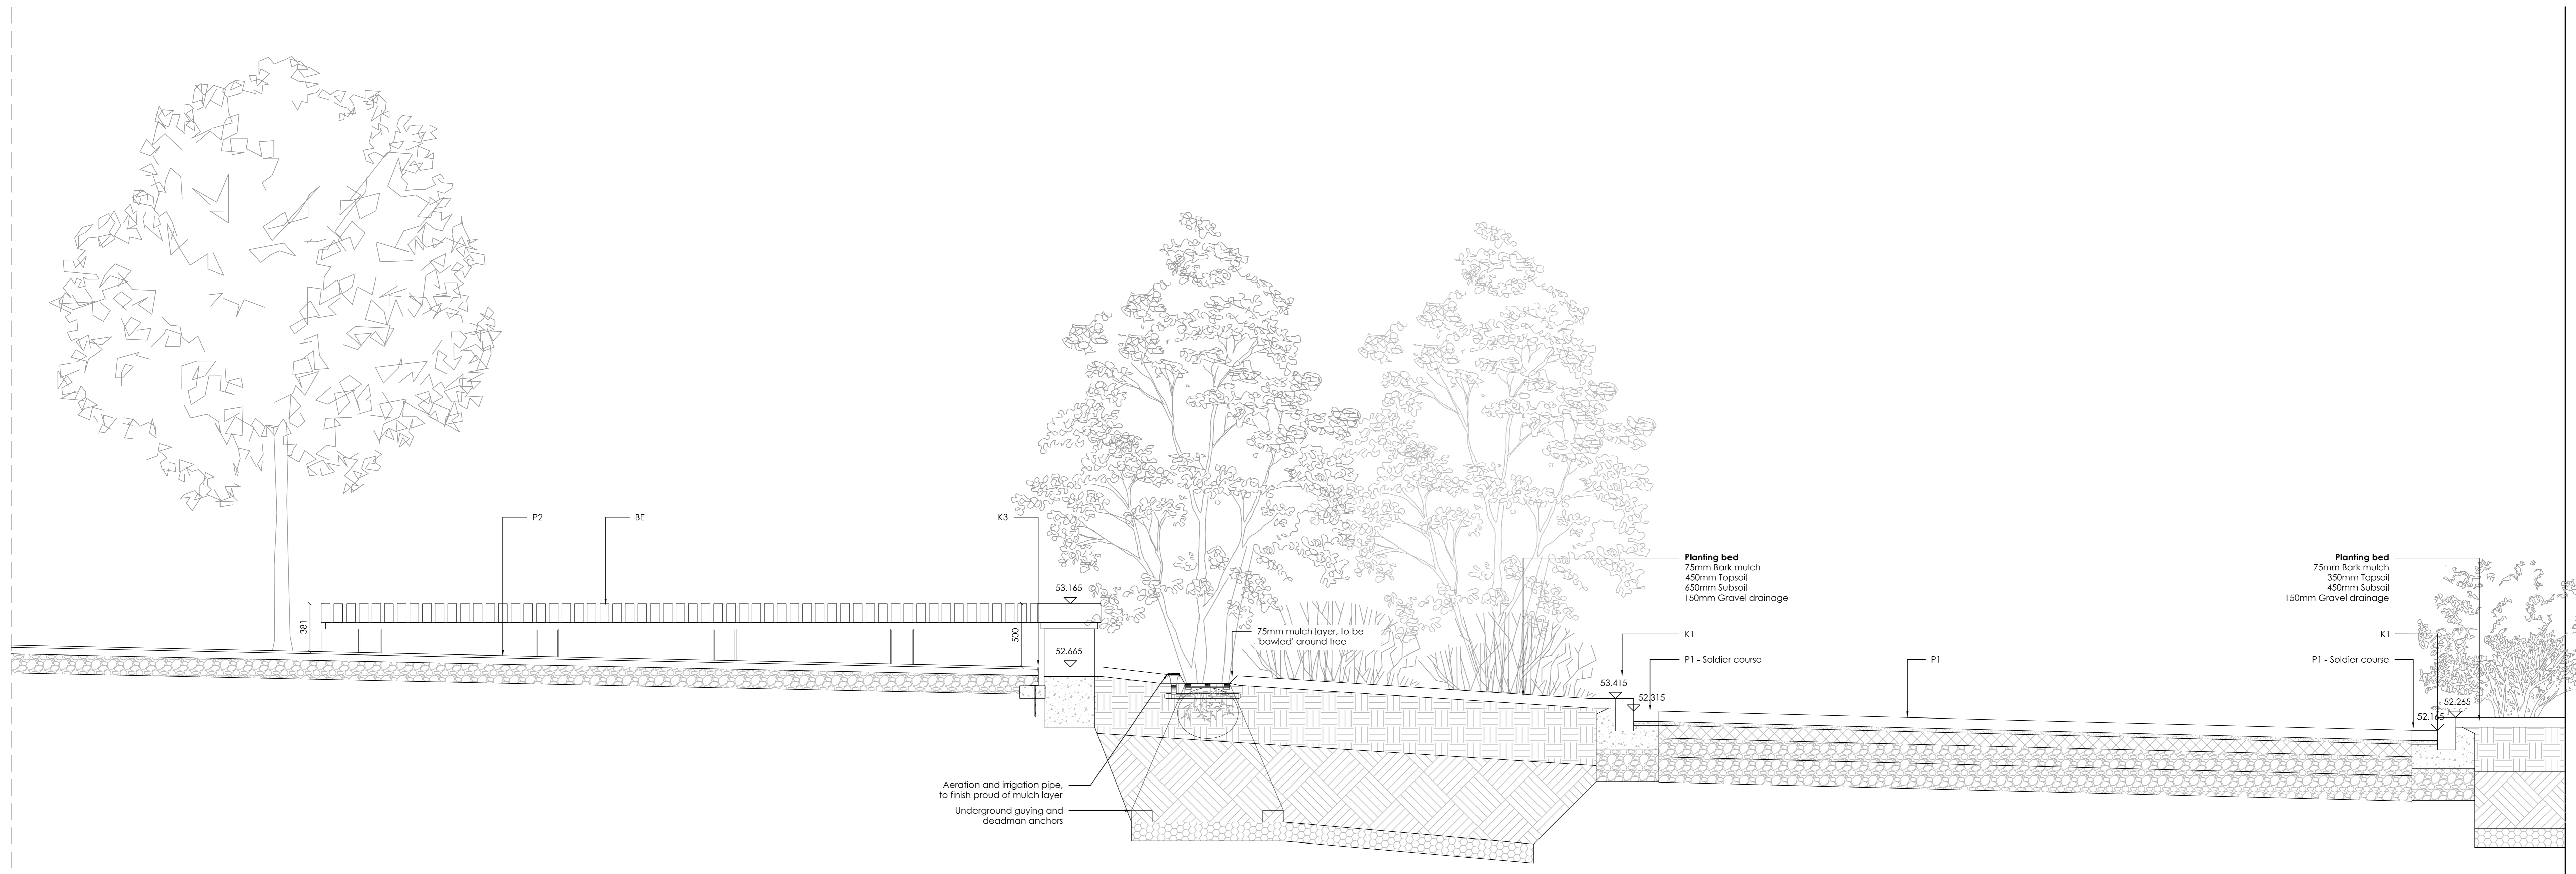 P2
BE
K3
Planting bed
75mm Bark mulch
450mm Topsoil
650mm Subsoil
150mm Gravel drainage
Planting bed
75mm Bark mulch
350mm Topsoil
450mm Subsoil
150mm Gravel drainage
53.165
381
500
75mm mulch layer, to be
'bowled' around tree
K1
K1
52.665
P1 - Soldier course
P1
P1 - Soldier course
53.415
52.315
52.265
52.165
Aeration and irrigation pipe,
to finish proud of mulch layer
Underground guying and
deadman anchors